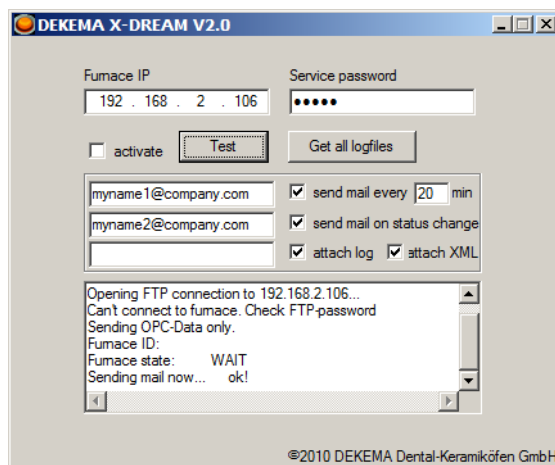 DEKEMA X-DREAM V2.0
Furnace IP
Service password
192 . 168 . 2 . 106
●●●●●
activate
Test
Get all logfiles
myname1@company.com
send mail every 20 min
myname2@company.com
send mail on status change
attach log
attach XML
Opening FTP connection to 192.168.2.106...
Can't connect to furnace. Check FTP-password
Sending OPC-Data only.
Furnace ID:
Furnace state: WAIT
Sending mail now... ok!
©2010 DEKEMA Dental-Keramiköfen GmbH